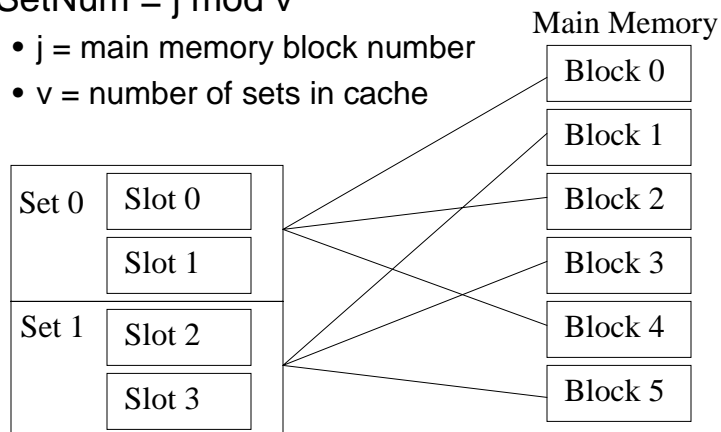 SetNum = j mod v
• j = main memory block number
• v = number of sets in cache
Main Memory
Block 0
Block 1
Block 2
Block 3
Block 4
Block 5
Set 0
Slot 0
Slot 1
Set 1
Slot 2
Slot 3